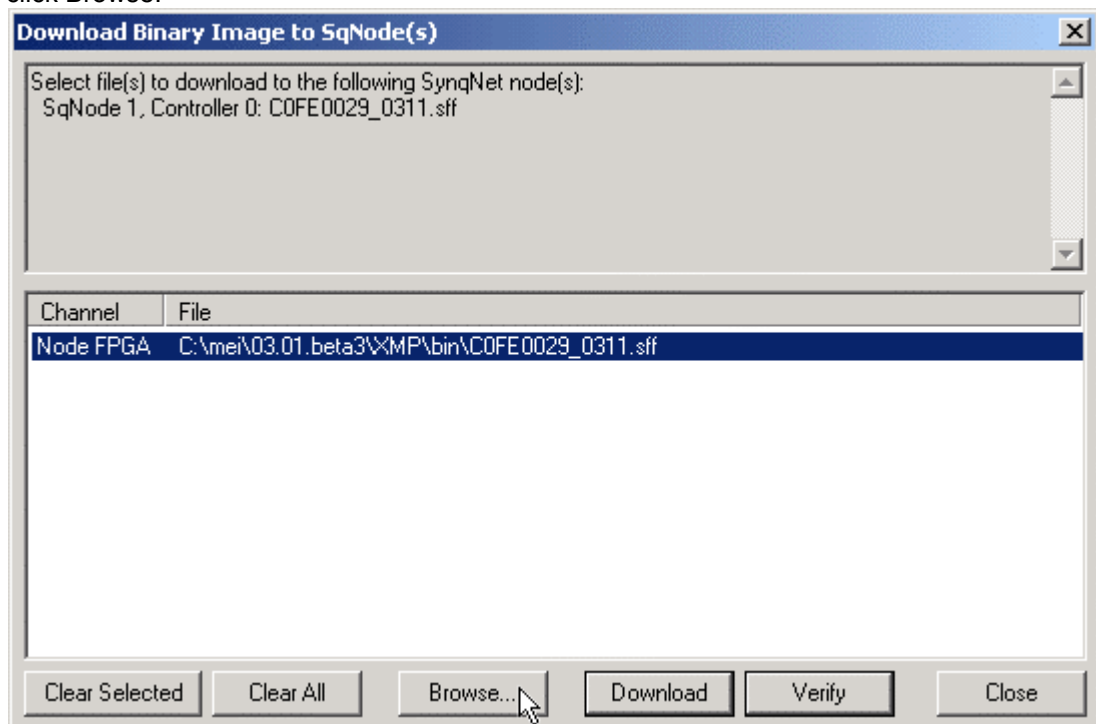 click Browse.
Download Binary Image to SqNode(s)
Select file(s) to download to the following SynqNet node(s):
SqNode 1, Controller 0: C0FE0029_0311.sff
Channel File
Node FPGA C:\mei\03.01.beta3\XMP\bin\C0FE0029_0311.sff
Clear Selected Clear All Browse... Download Verify Close